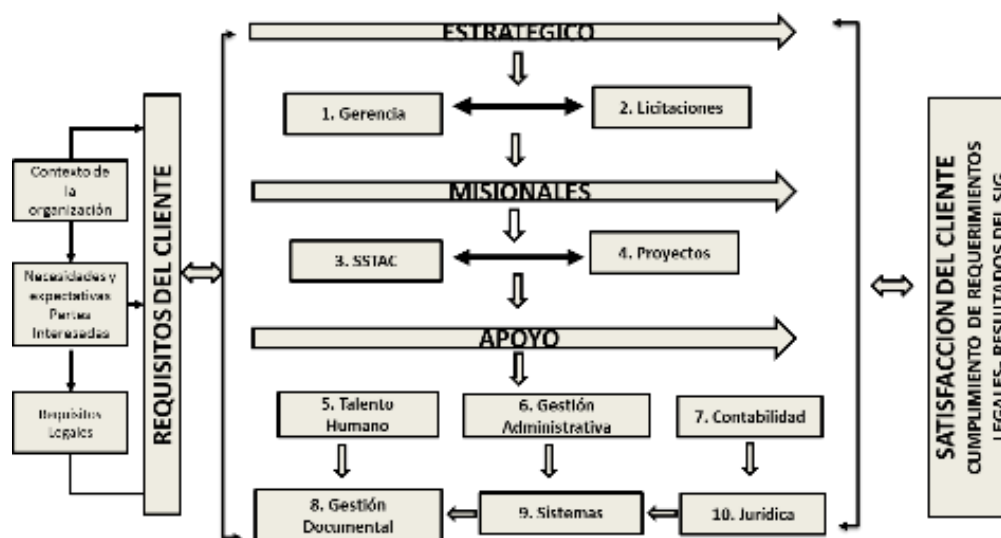 ESTRATEGICO
1. Gerencia
2. Licitaciones
MISIONALES
3. SSTAC
4. Proyectos
APOYO
5. Talento
Humano
6. Gestión
Administrativa
7. Contabilidad
8. Gestión
Documental
9. Sistemas
10. Juridica
Contexto de
la
organización
Necesidades y
expectativas
Partes
Interesadas
Requisitos
Legales
REQUISITOS DEL CLIENTE
SATISFACCION DEL CLIENTE
CUMPLIMIENTO DE REQUERIMIENTOS
LEGALES- RESULTADOS DEL SIG